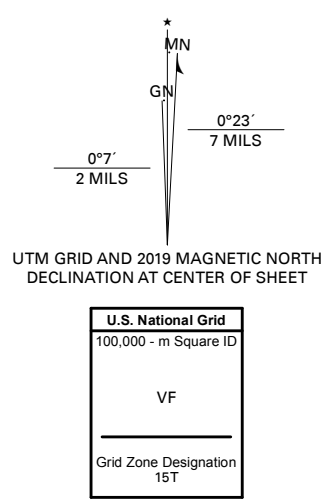 ★
MN
GN
0°23´
7 MILS
0°7´
2 MILS
UTM GRID AND 2019 MAGNETIC NORTH
DECLINATION AT CENTER OF SHEET
U.S. National Grid
100,000 - m Square ID
VF
Grid Zone Designation
15T